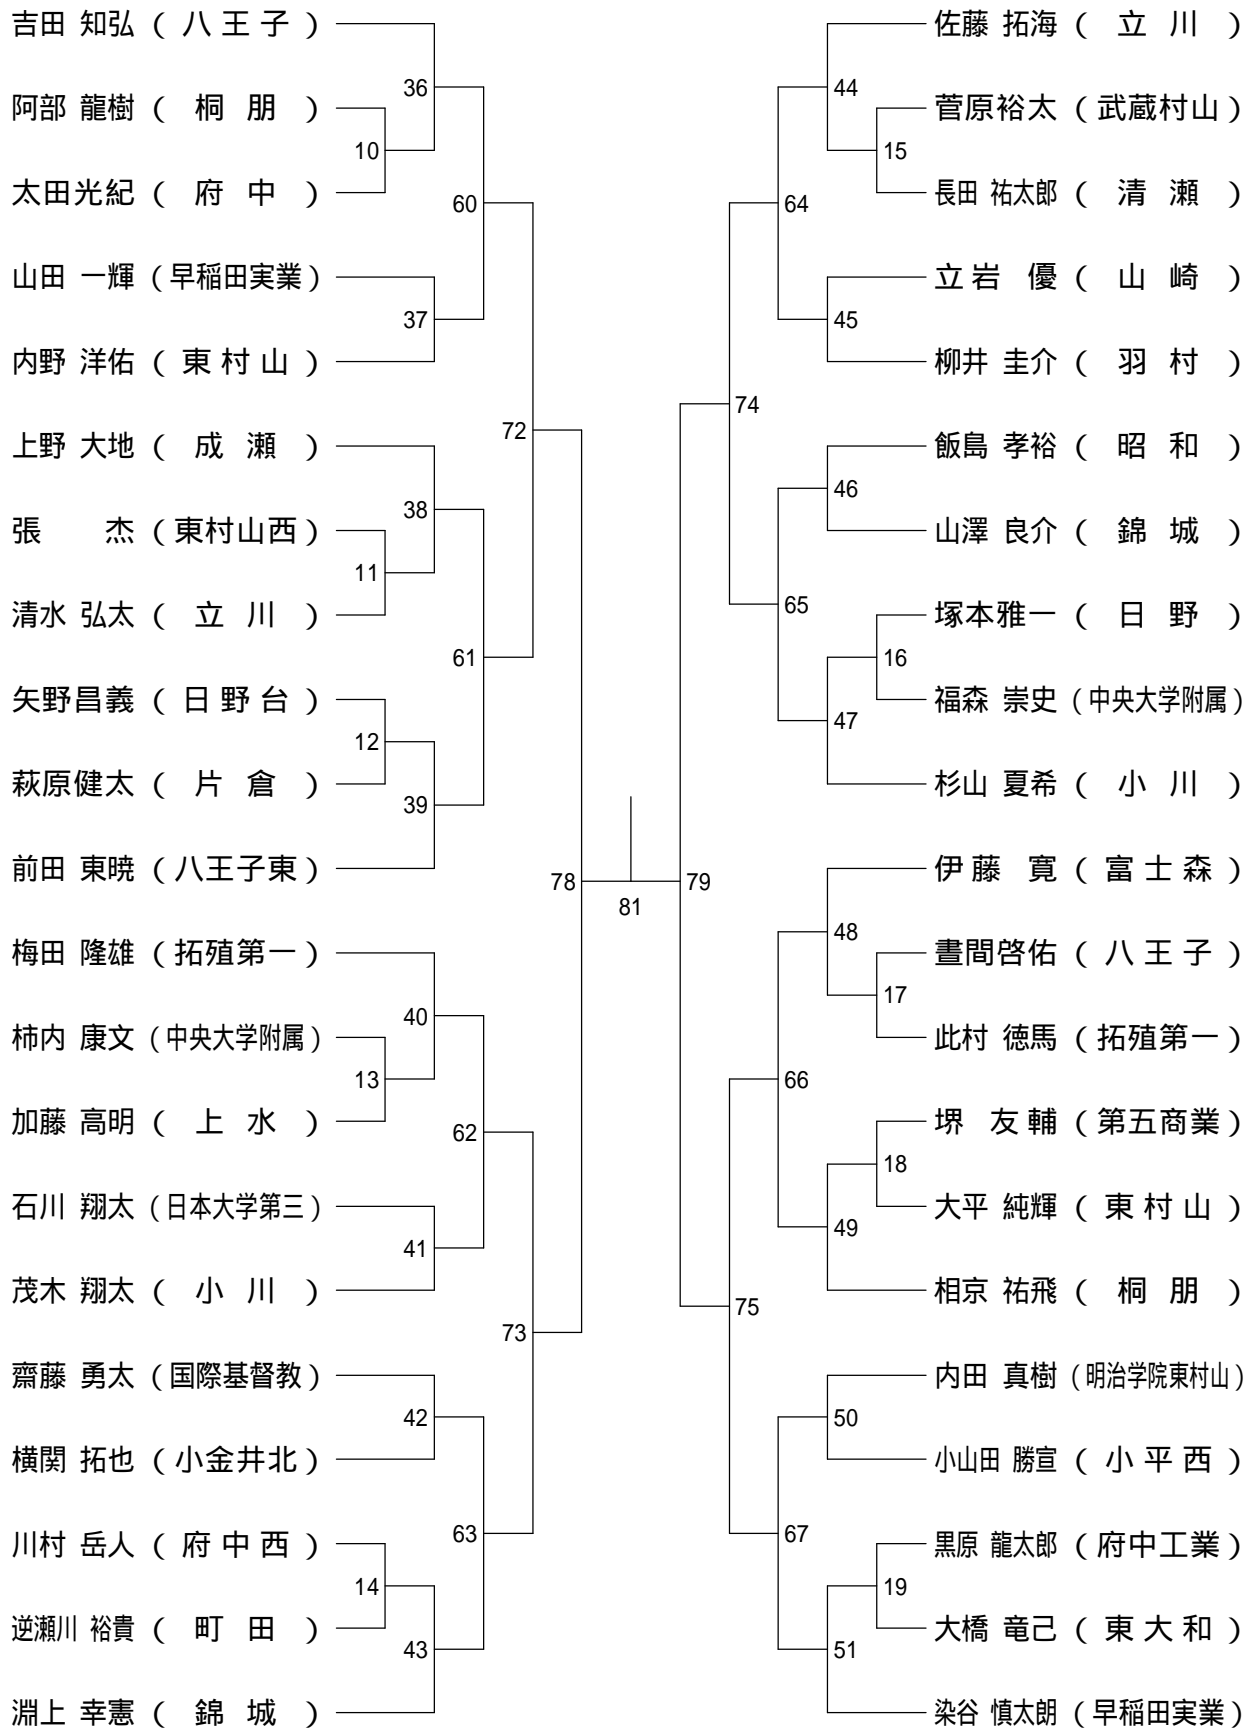 吉田 知弘 ( 八 王 子 )
阿部 龍樹 ( 桐 朋 )
太田光紀 ( 府 中 )
山田 一輝 (早稲田実業)
内野 洋佑 ( 東 村 山 )
上野 大地 ( 成 瀬 )
張 杰 (東村山西)
清水 弘太 ( 立 川 )
矢野昌義 ( 日 野 台 )
萩原健太 ( 片 倉 )
前田 東暁 (八王子東)
梅田 隆雄 (拓殖第一)
柿内 康文 (中央大学附属)
加藤 高明 ( 上 水 )
石川 翔太 (日本大学第三)
茂木 翔太 ( 小 川 )
齋藤 勇太 (国際基督教)
横関 拓也 (小金井北)
川村 岳人 ( 府 中 西 )
逆瀬川 裕貴 ( 町 田 )
淵上 幸憲 ( 錦 城 )
36
10
60
37
72
38
11
61
12
39
78
40
13
62
41
73
42
63
14
43
81
79
44
15
64
45
74
46
65
16
47
48
17
66
18
49
75
50
67
19
51
佐藤 拓海 ( 立 川 )
菅原裕太 (武蔵村山)
長田 祐太郎 ( 清 瀬 )
立 岩 優 ( 山 崎 )
柳井 圭介 ( 羽 村 )
飯島 孝裕 ( 昭 和 )
山澤 良介 ( 錦 城 )
塚本雅一 ( 日 野 )
福森 崇史 (中央大学附属)
杉山 夏希 ( 小 川 )
伊 藤 寛 ( 富 士 森 )
晝間啓佑 ( 八 王 子 )
此村 徳馬 (拓殖第一)
堺 友 輔 (第五商業)
大平 純輝 ( 東 村 山 )
相京 祐飛 ( 桐 朋 )
内田 真樹 (明治学院東村山)
小山田 勝宣 ( 小 平 西 )
黒原 龍太郎 (府中工業)
大橋 竜己 ( 東 大 和 )
染谷 慎太朗 (早稲田実業)